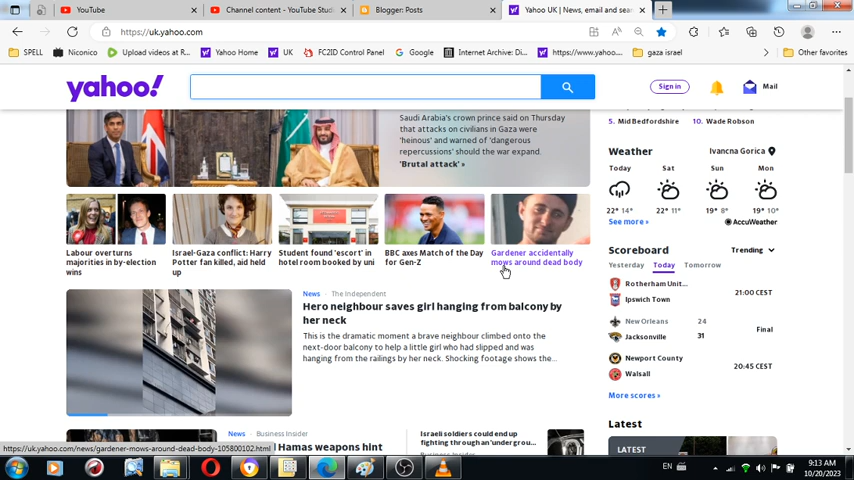 YouTube
Channel content - YouTube Stud
Blogger: Posts
Yahoo UK | News, email and sea
https://uk.yahoo.com
SPELL
Niconico
Upload videos at R...
Yahoo Home
UK
FC2ID Control Panel
Google
Internet Archive: Di...
https://www.yahoo....
gaza israel
Other favorites
yahoo!
Sign in
Mail
Saudi Arabia's crown prince said on Thursday
that attacks on civilians in Gaza were
'heinous' and warned of 'dangerous
repercussions' should the war expand.
'Brutal attack' »
Labour overturns
majorities in by-election
wins
Israel-Gaza conflict: Harry
Potter fan killed, aid held
up
Student found 'escort' in
hotel room booked by uni
BBC axes Match of the Day
for Gen-Z
Gardener accidentally
mows around dead body
News · The Independent
Hero neighbour saves girl hanging from balcony by
her neck
This is the dramatic moment a brave neighbour climbed onto the
next-door balcony to help a little girl who had slipped and was
hanging from the railings by her neck. Shocking footage shows the...
News · Business Insider
Hamas weapons hint
Israeli soldiers could end up
fighting through an 'undergrou...
Business Insider
5. Mid Bedfordshire 10. Wade Robson
Weather
Ivancna Gorica
Today Sat Sun Mon
22° 14° 22° 11° 19° 8° 19° 10°
See more »
AccuWeather
Scoreboard
Trending
Yesterday Today Tomorrow
Rotherham Unit...
Ipswich Town
21:00 CEST
New Orleans 24
Jacksonville 31
Final
Newport County
Walsall
20:45 CEST
More scores »
Latest
LATEST
https://uk.yahoo.com/news/gardener-mows-around-dead-body-105800102.html
EN
9:13 AM
10/20/2023